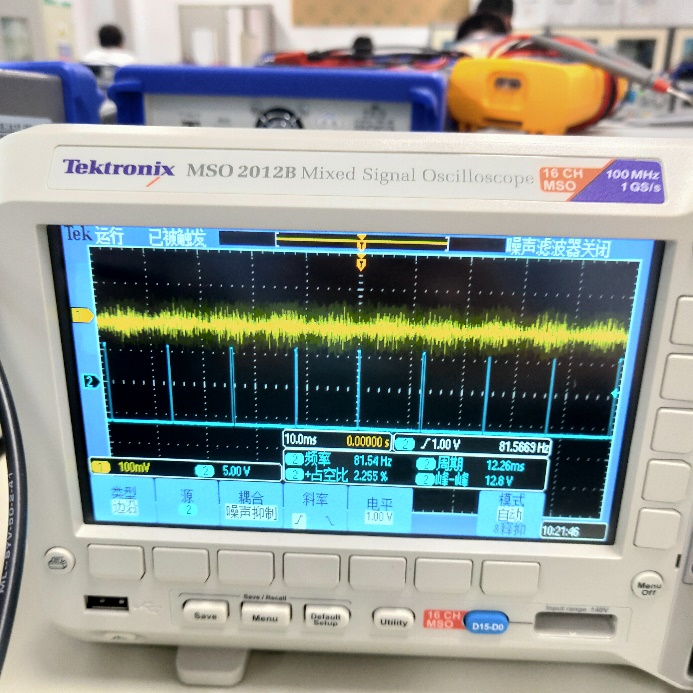 Tektronix MSO 2012B Mixed Signal Oscilloscope 16 CH MSO 100 MHz 1 GS/s
Tek 运行 已被触发 噪声滤波器关闭
T
T
2
10.0ms 0.00000 s 2 1.00 V 81.5669 Hz
1 100mV 2 5.00 V
2 频率 81.54 Hz 2 周期 12.26ms
2 +占空比 2.255 % 2 峰-峰 12.8 V
类型 边沿
源 2
耦合 噪声抑制
斜率
电平 1.00 V
模式 自动
10:21:46
Menu Off
Save / Recall
Save Menu Default Setup Utility 16 CH MSO D15-D0